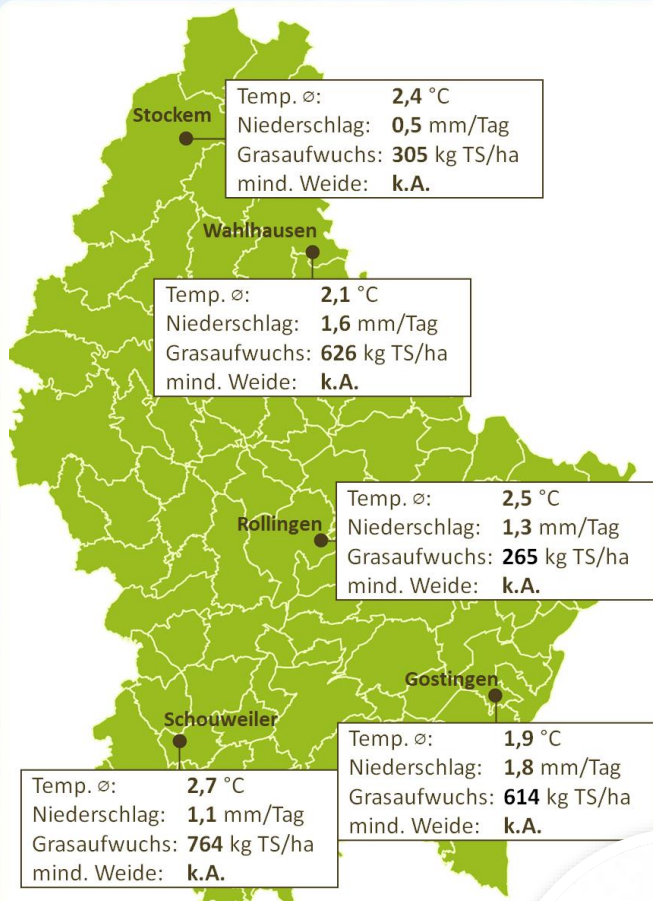 Stockem
Temp. ⌀: 2,4 °C
Niederschlag: 0,5 mm/Tag
Grasaufwuchs: 305 kg TS/ha
mind. Weide: k.A.
Wahlhausen
Temp. ⌀: 2,1 °C
Niederschlag: 1,6 mm/Tag
Grasaufwuchs: 626 kg TS/ha
mind. Weide: k.A.
Rollingen
Temp. ⌀: 2,5 °C
Niederschlag: 1,3 mm/Tag
Grasaufwuchs: 265 kg TS/ha
mind. Weide: k.A.
Gostingen
Temp. ⌀: 1,9 °C
Niederschlag: 1,8 mm/Tag
Grasaufwuchs: 614 kg TS/ha
mind. Weide: k.A.
Schouweiler
Temp. ⌀: 2,7 °C
Niederschlag: 1,1 mm/Tag
Grasaufwuchs: 764 kg TS/ha
mind. Weide: k.A.